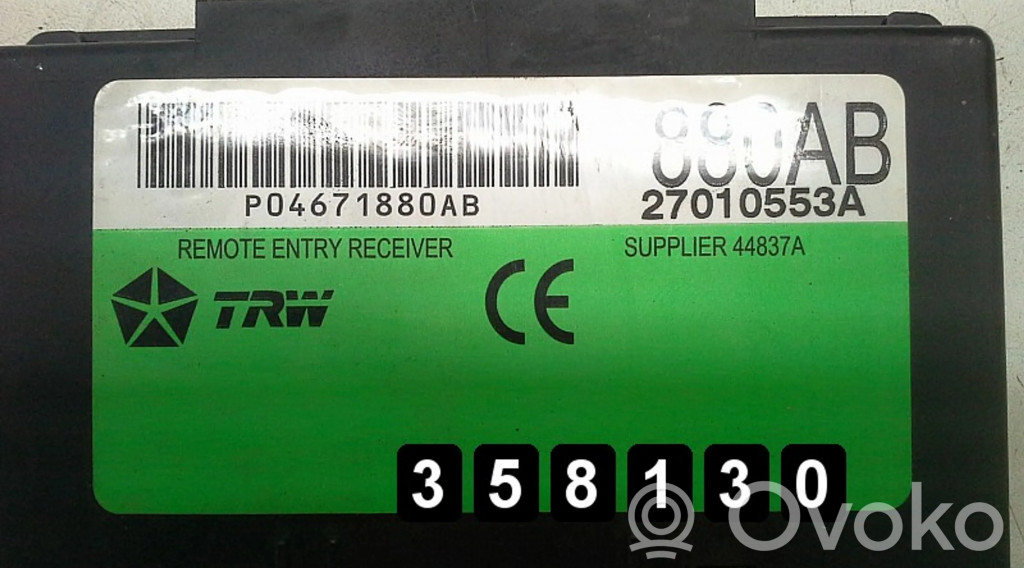 880AB
P04671880AB
27010553A
REMOTE ENTRY RECEIVER
SUPPLIER 44837A
TRW
CE
358130
Ovoko